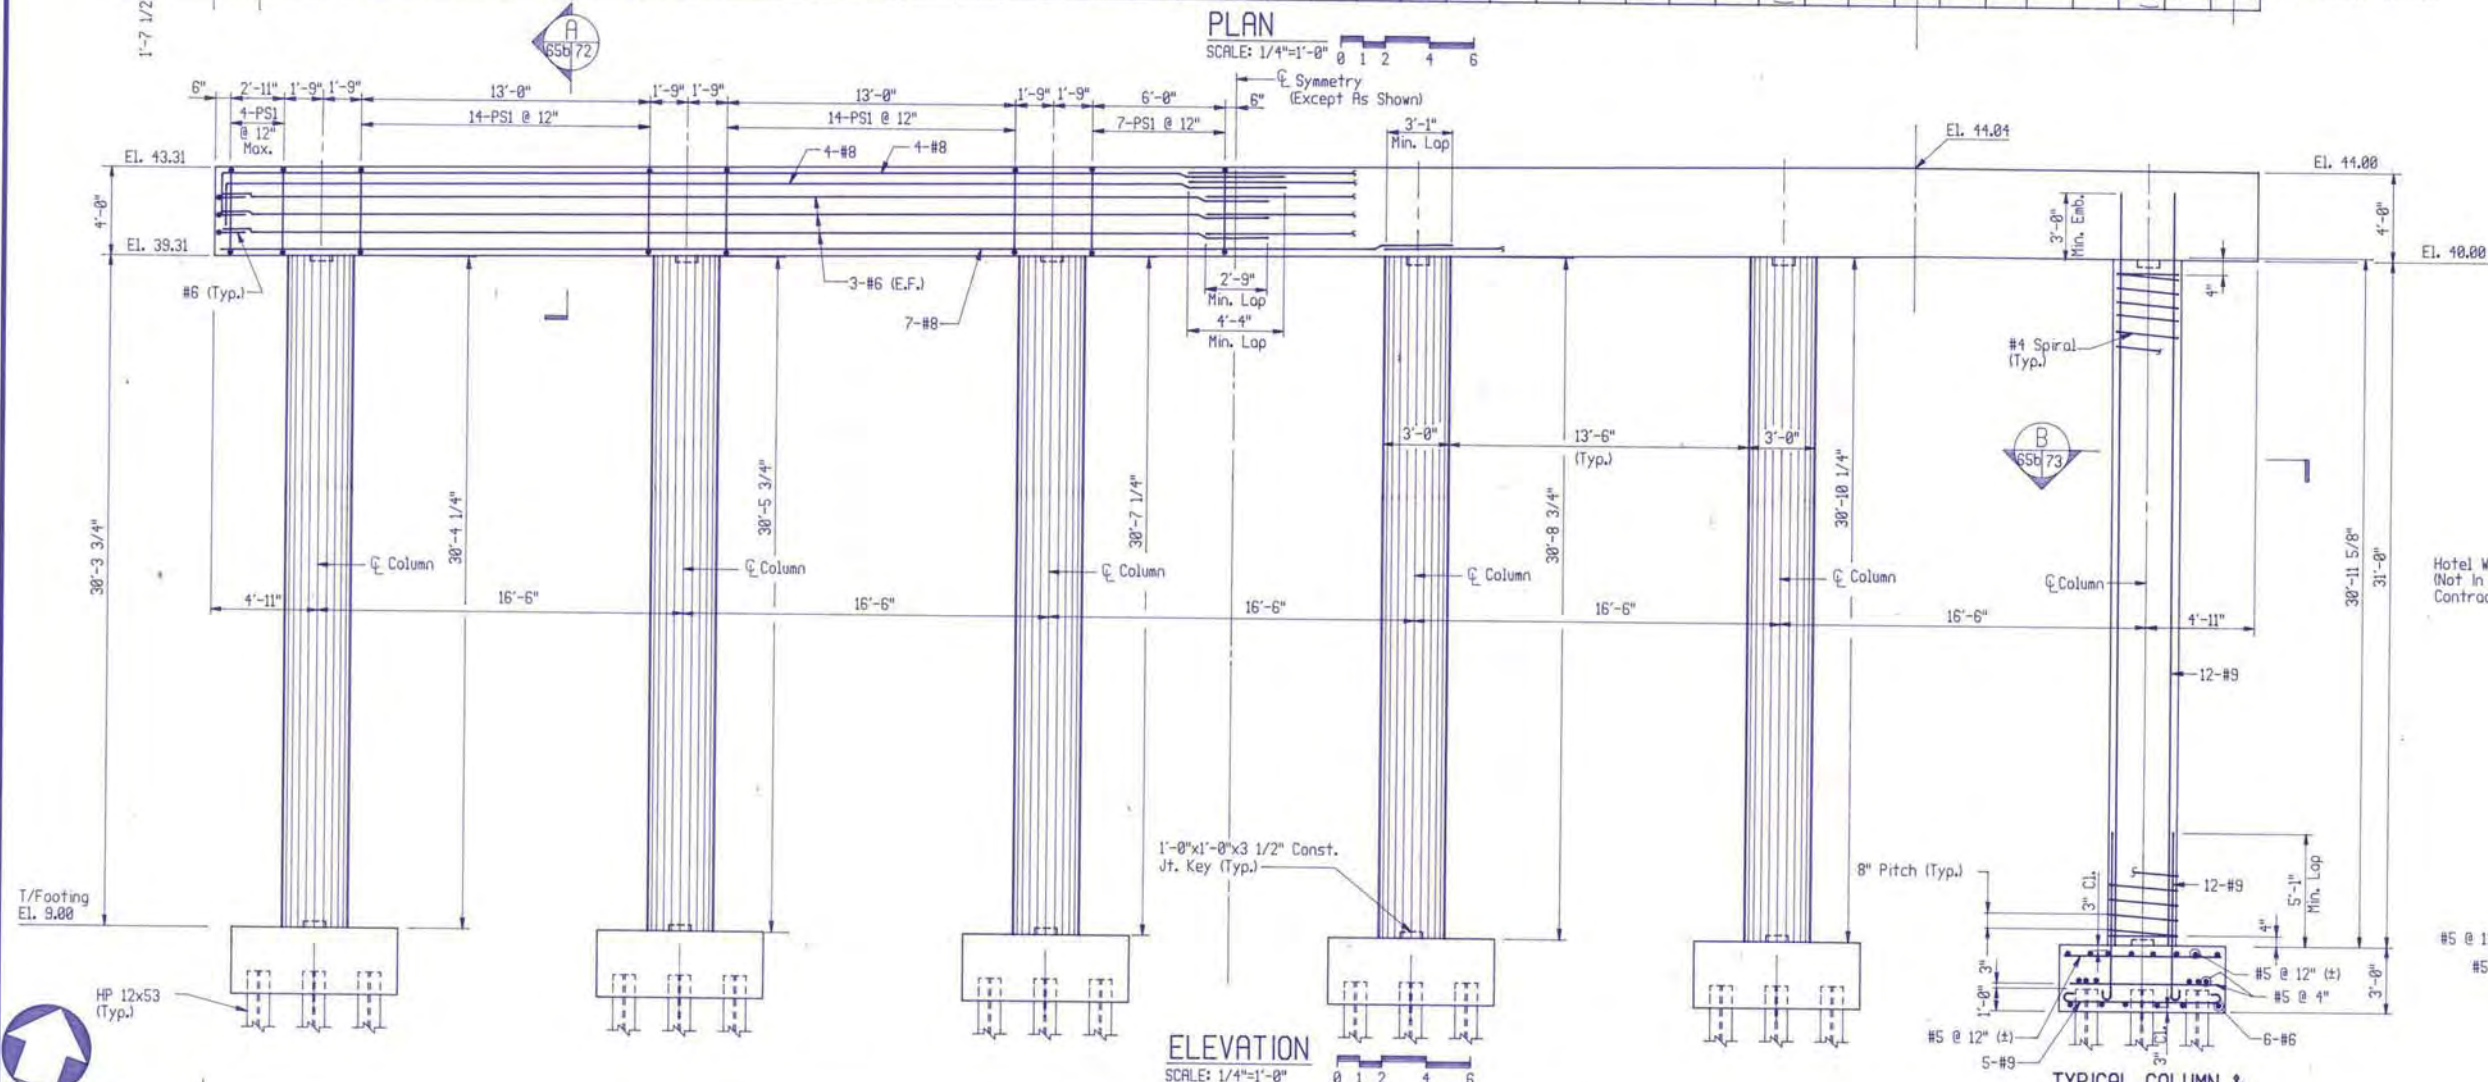 1'-7 1/2
PLAN
SCALE: 1/4"=1'-0"
0 1 2 4 6
A
65b 72
℄ Symmetry
(Except As Shown)
6" 2'-11" 1'-9" 1'-9" 13'-0" 1'-9" 1'-9" 13'-0" 1'-9" 1'-9" 6'-0" 6"
4-PS1
@ 12"
Max.
14-PS1 @ 12"
14-PS1 @ 12"
7-PS1 @ 12"
3'-1"
Min. Lap
El. 44.04
El. 43.31
4-#8
4-#8
El. 44.00
4'-0"
3'-0"
Min. Emb.
4'-0"
El. 39.31
El. 40.00
#6 (Typ.)
3-#6 (E.F.)
7-#8
2'-9"
Min. Lap
4'-4"
Min. Lap
4"
#4 Spiral
(Typ.)
3'-0"
13'-6"
(Typ.)
3'-0"
B
65b 73
30'-3 3/4"
30'-4 1/4"
30'-5 3/4"
30'-7 1/4"
30'-8 3/4"
30'-10 1/4"
30'-11 5/8"
31'-0"
℄ Column
℄ Column
℄ Column
℄ Column
℄ Column
℄ Column
Hotel W
(Not In
Contrac
4'-11" 16'-6" 16'-6" 16'-6" 16'-6" 16'-6" 4'-11"
12-#9
1'-0"x1'-0"x3 1/2" Const.
Jt. Key (Typ.)
8" Pitch (Typ.)
3" Cl.
12-#9
5'-1"
Min. Lap
T/Footing
El. 9.00
4"
#5 @ 1
#5
HP 12x53
(Typ.)
3"
1'-0"
#5 @ 12" (±)
#5 @ 4"
3'-0"
#5 @ 12" (±)
5-#9
3" Cl.
6-#6
ELEVATION
SCALE: 1/4"=1'-0"
0 1 2 4 6
TYPICAL COLUMN &